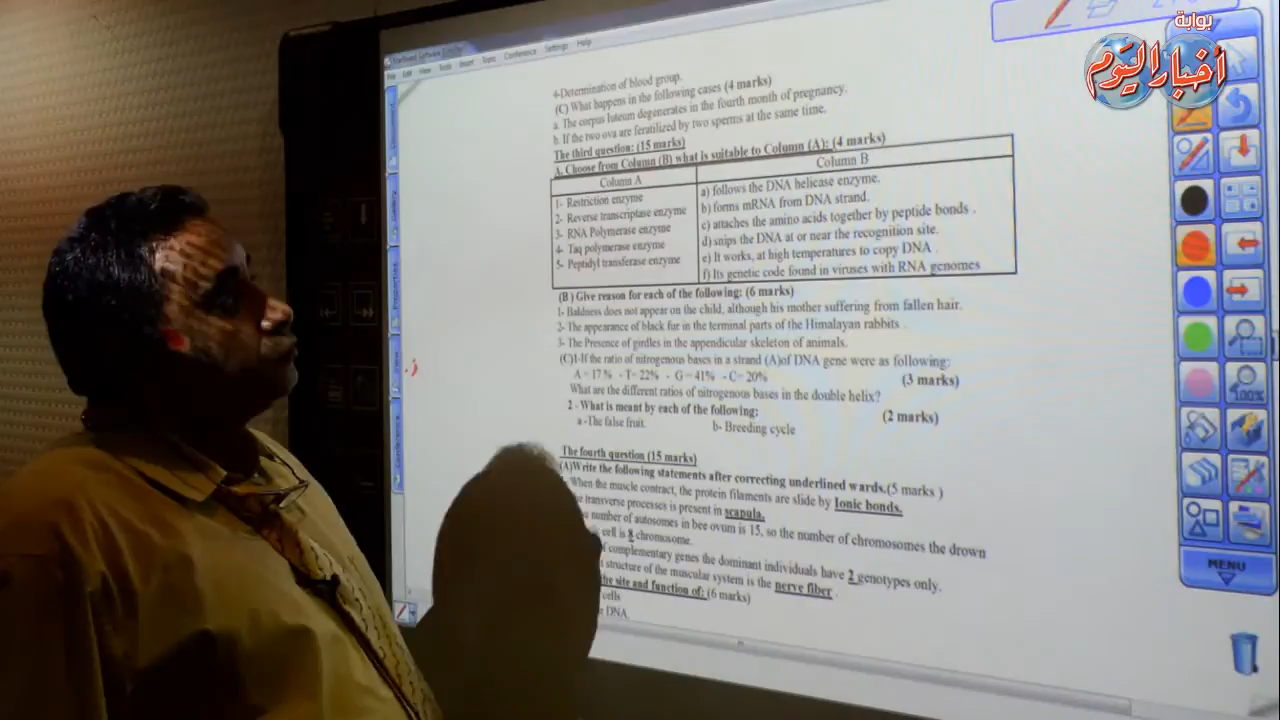 بوابة
أخبار اليوم
File Edit View Tools Insert Topic Conference Settings Help
4-Determination of blood group.
(C) What happens in the following cases (4 marks)
a. The corpus luteum degenerates in the fourth month of pregnancy.
b. If the two ova are feratilized by two sperms at the same time.
The third question: (15 marks)
A. Choose from Column (B) what is suitable to Column (A): (4 marks)
Column A
Column B
1- Restriction enzyme
2- Reverse transcriptase enzyme
3- RNA Polymerase enzyme
4- Taq polymerase enzyme
5- Peptidyl transferase enzyme
a) follows the DNA helicase enzyme.
b) forms mRNA from DNA strand.
c) attaches the amino acids together by peptide bonds .
d) snips the DNA at or near the recognition site.
e) It works, at high temperatures to copy DNA .
f) Its genetic code found in viruses with RNA genomes
(B ) Give reason for each of the following: (6 marks)
1- Baldness does not appear on the child, although his mother suffering from fallen hair.
2- The appearance of black fur in the terminal parts of the Himalayan rabbits .
3- The Presence of girdles in the appendicular skeleton of animals.
(C)1-If the ratio of nitrogenous bases in a strand (A)of DNA gene were as following:
A = 17 % - T= 22% - G = 41% - C = 20%
(3 marks)
What are the different ratios of nitrogenous bases in the double helix?
2 - What is meant by each of the following:
(2 marks)
a -The false fruit.
b- Breeding cycle
The fourth question (15 marks)
(A)Write the following statements after correcting underlined wards.(5 marks )
When the muscle contract, the protein filaments are slide by Ionic bonds.
transverse processes is present in scapula.
number of autosomes in bee ovum is 15, so the number of chromosomes the drown
cell is 8 chromosome.
f complementary genes the dominant individuals have 2 genotypes only.
structure of the muscular system is the nerve fiber .
the site and function of: (6 marks)
cells
DNA
Properties
Conference
100%
MENU